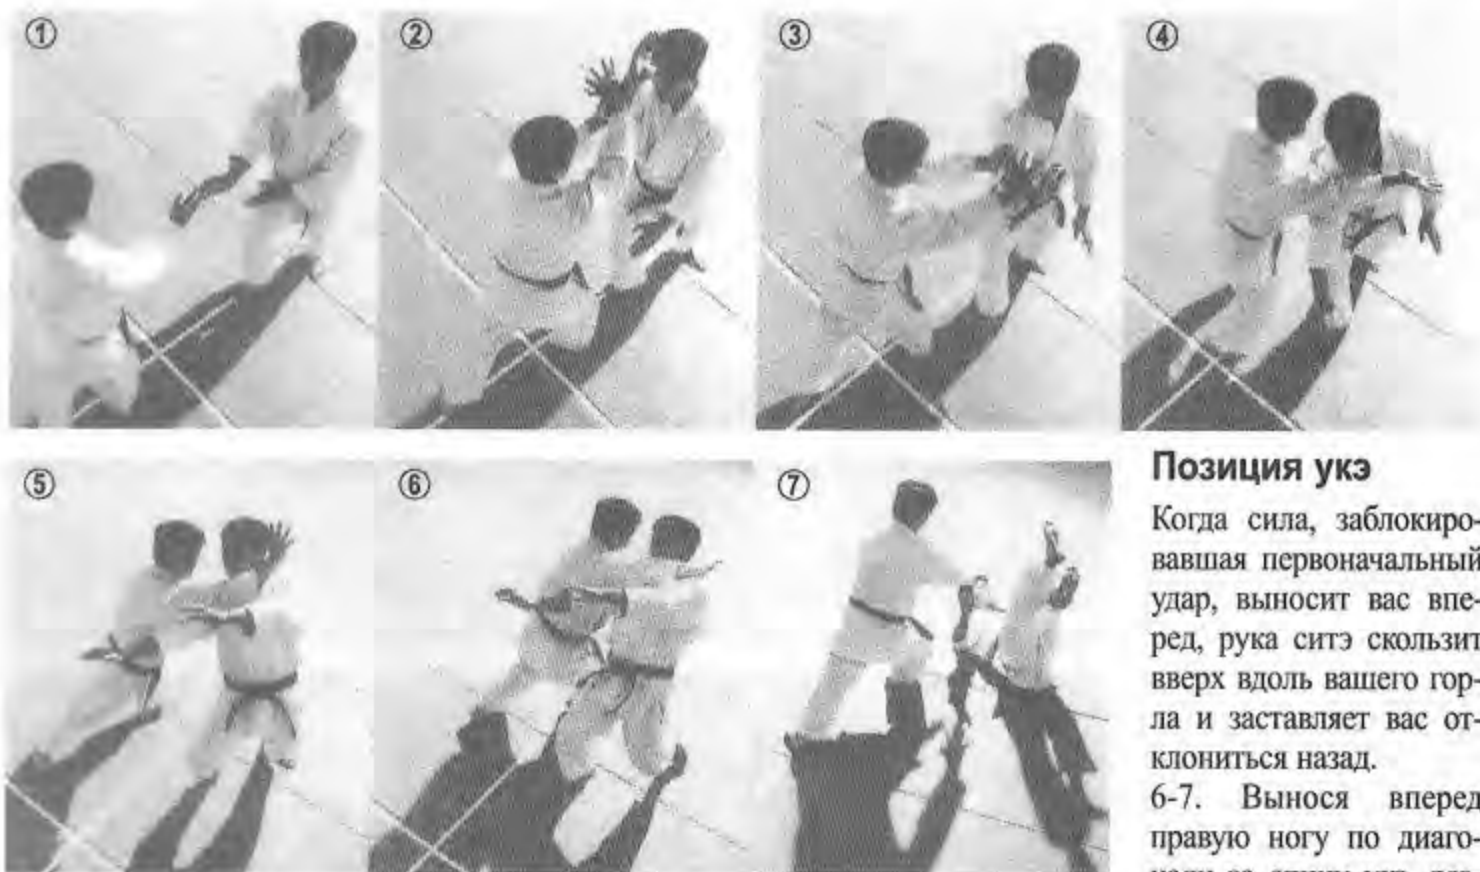 ①
②
③
④
⑤
⑥
⑦
Позиция укэ
Когда сила, заблокиро-
вавшая первоначальный
удар, выносит вас впе-
ред, рука ситэ скользит
вверх вдоль вашего гор-
ла и заставляет вас от-
клониться назад.
6-7. Вынося вперед
правую ногу по диаго-